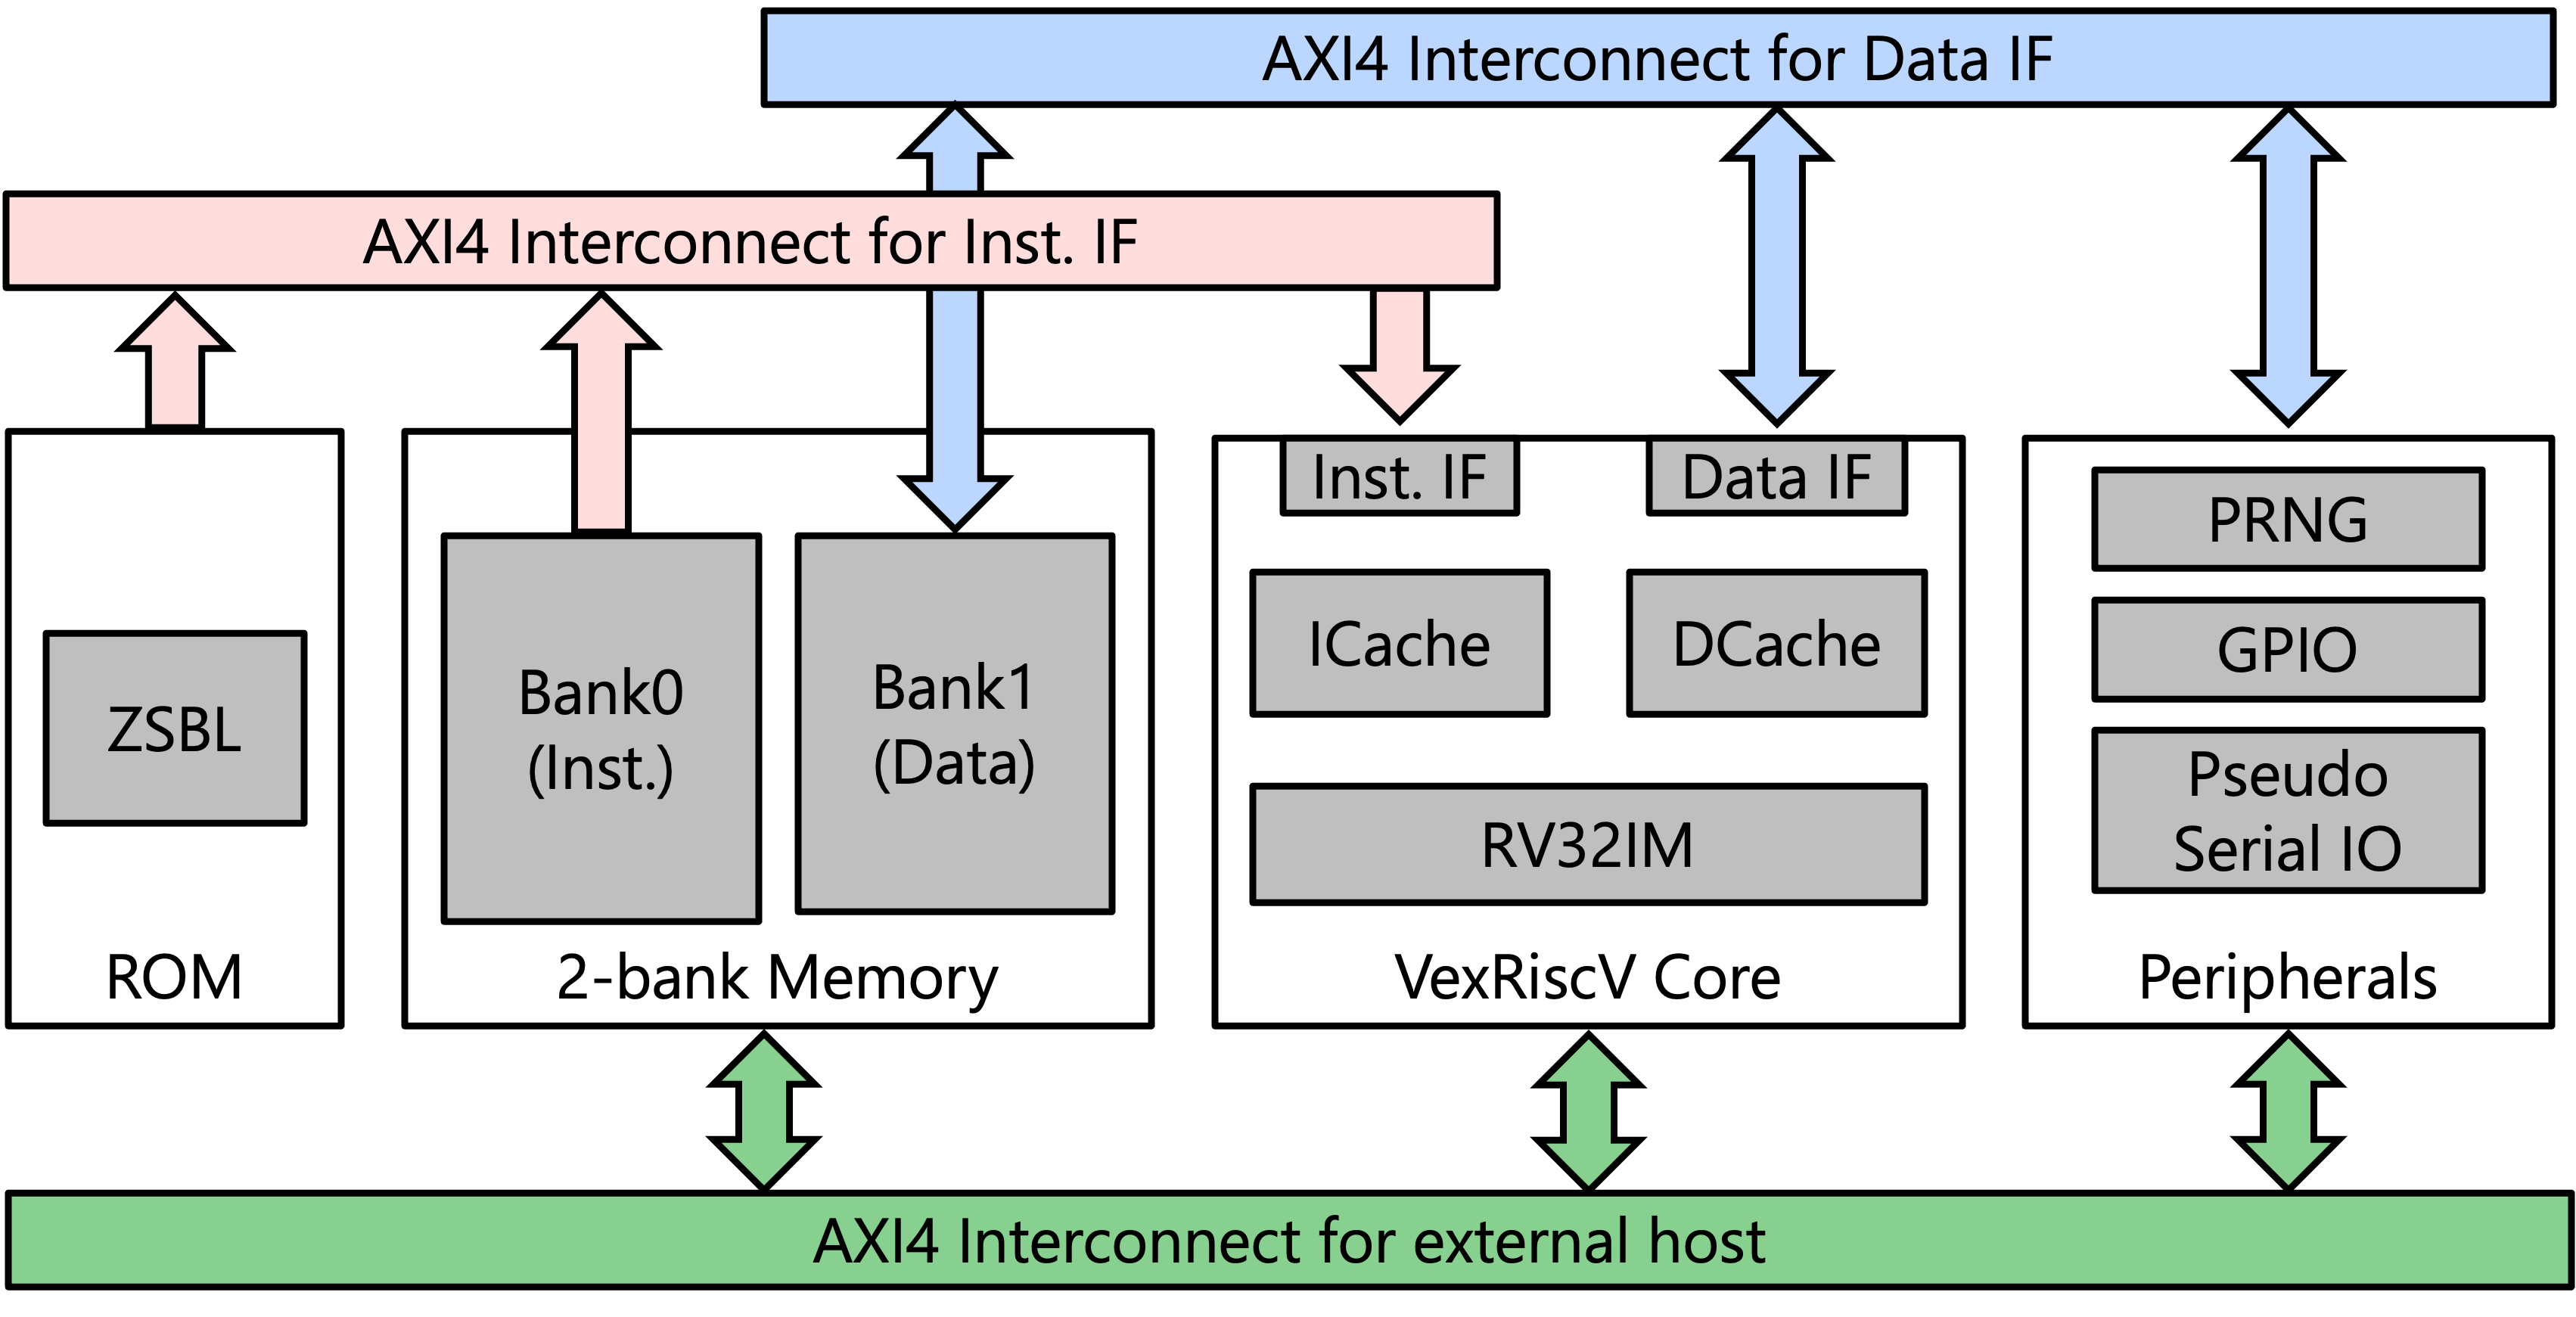 AXI4 Interconnect for Data IF
AXI4 Interconnect for Inst. IF
ZSBL
ROM
Bank0
(Inst.)
Bank1
(Data)
2-bank Memory
Inst. IF
Data IF
ICache
DCache
RV32IM
VexRiscV Core
PRNG
GPIO
Pseudo
Serial IO
Peripherals
AXI4 Interconnect for external host